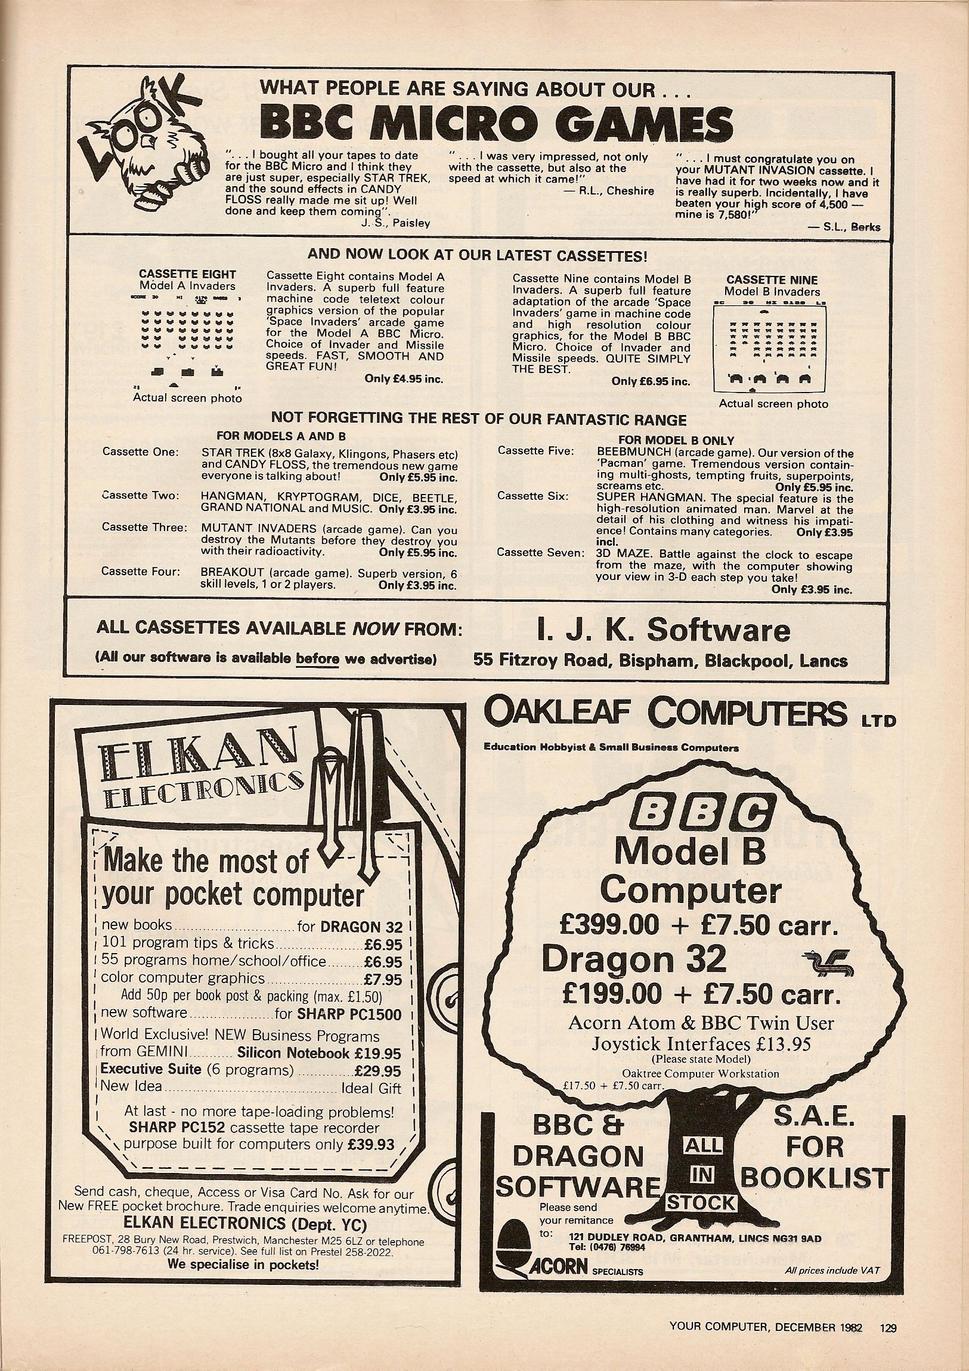 LOOK
WHAT PEOPLE ARE SAYING ABOUT OUR . . .
BBC MICRO GAMES
". . . I bought all your tapes to date
for the BBC Micro and I think they
are just super, especially STAR TREK,
and the sound effects in CANDY
FLOSS really made me sit up! Well
done and keep them coming".
J. S., Paisley
". . . I was very impressed, not only
with the cassette, but also at the
speed at which it came!"
— R.L., Cheshire
". . . I must congratulate you on
your MUTANT INVASION cassette. I
have had it for two weeks now and it
is really superb. Incidentally, I have
beaten your high score of 4,500 —
mine is 7,580!"
— S.L., Berks
AND NOW LOOK AT OUR LATEST CASSETTES!
CASSETTE EIGHT
Model A Invaders
Actual screen photo
Cassette Eight contains Model A
Invaders. A superb full feature
machine code teletext colour
graphics version of the popular
'Space Invaders' arcade game
for the Model A BBC Micro.
Choice of Invader and Missile
speeds. FAST, SMOOTH AND
GREAT FUN!
Only £4.95 inc.
Cassette Nine contains Model B
Invaders. A superb full feature
adaptation of the arcade 'Space
Invaders' game in machine code
and high resolution colour
graphics, for the Model B BBC
Micro. Choice of Invader and
Missile speeds. QUITE SIMPLY
THE BEST.
Only £6.95 inc.
CASSETTE NINE
Model B Invaders
Actual screen photo
NOT FORGETTING THE REST OF OUR FANTASTIC RANGE
FOR MODELS A AND B
Cassette One: STAR TREK (8x8 Galaxy, Klingons, Phasers etc)
and CANDY FLOSS, the tremendous new game
everyone is talking about! Only £5.95 inc.
Cassette Two: HANGMAN, KRYPTOGRAM, DICE, BEETLE,
GRAND NATIONAL and MUSIC. Only £3.95 inc.
Cassette Three: MUTANT INVADERS (arcade game). Can you
destroy the Mutants before they destroy you
with their radioactivity. Only £5.95 inc.
Cassette Four: BREAKOUT (arcade game). Superb version, 6
skill levels, 1 or 2 players. Only £3.95 inc.
FOR MODEL B ONLY
Cassette Five: BEEBMUNCH (arcade game). Our version of the
'Pacman' game. Tremendous version contain-
ing multi-ghosts, tempting fruits, superpoints,
screams etc. Only £5.95 inc.
Cassette Six: SUPER HANGMAN. The special feature is the
high-resolution animated man. Marvel at the
detail of his clothing and witness his impati-
ence! Contains many categories. Only £3.95
incl.
Cassette Seven: 3D MAZE. Battle against the clock to escape
from the maze, with the computer showing
your view in 3-D each step you take!
Only £3.95 inc.
ALL CASSETTES AVAILABLE NOW FROM:
(All our software is available before we advertise)
I. J. K. Software
55 Fitzroy Road, Bispham, Blackpool, Lancs
ELKAN
ELECTRONICS
Make the most of
your pocket computer
new books..............................for DRAGON 32
101 program tips & tricks......................£6.95
55 programs home/school/office.........£6.95
color computer graphics.........................£7.95
Add 50p per book post & packing (max. £1.50)
new software.....................for SHARP PC1500
World Exclusive! NEW Business Programs
from GEMINI........... Silicon Notebook £19.95
Executive Suite (6 programs) ..............£29.95
New Idea............................................ Ideal Gift
At last - no more tape-loading problems!
SHARP PC152 cassette tape recorder
purpose built for computers only £39.93
Send cash, cheque, Access or Visa Card No. Ask for our
New FREE pocket brochure. Trade enquiries welcome anytime.
ELKAN ELECTRONICS (Dept. YC)
FREEPOST, 28 Bury New Road, Prestwich, Manchester M25 6LZ or telephone
061-798-7613 (24 hr. service). See full list on Prestel 258-2022.
We specialise in pockets!
OAKLEAF COMPUTERS LTD
Education Hobbyist & Small Business Computers
BBC
Model B
Computer
£399.00 + £7.50 carr.
Dragon 32
£199.00 + £7.50 carr.
Acorn Atom & BBC Twin User
Joystick Interfaces £13.95
(Please state Model)
Oaktree Computer Workstation
£17.50 + £7.50 carr.
BBC &
DRAGON
SOFTWARE
ALL
IN
STOCK
S.A.E.
FOR
BOOKLIST
Please send
your remitance
to: 121 DUDLEY ROAD, GRANTHAM, LINCS NG31 9AD
Tel: (0476) 76994
ACORN SPECIALISTS
All prices include VAT
YOUR COMPUTER, DECEMBER 1982 129